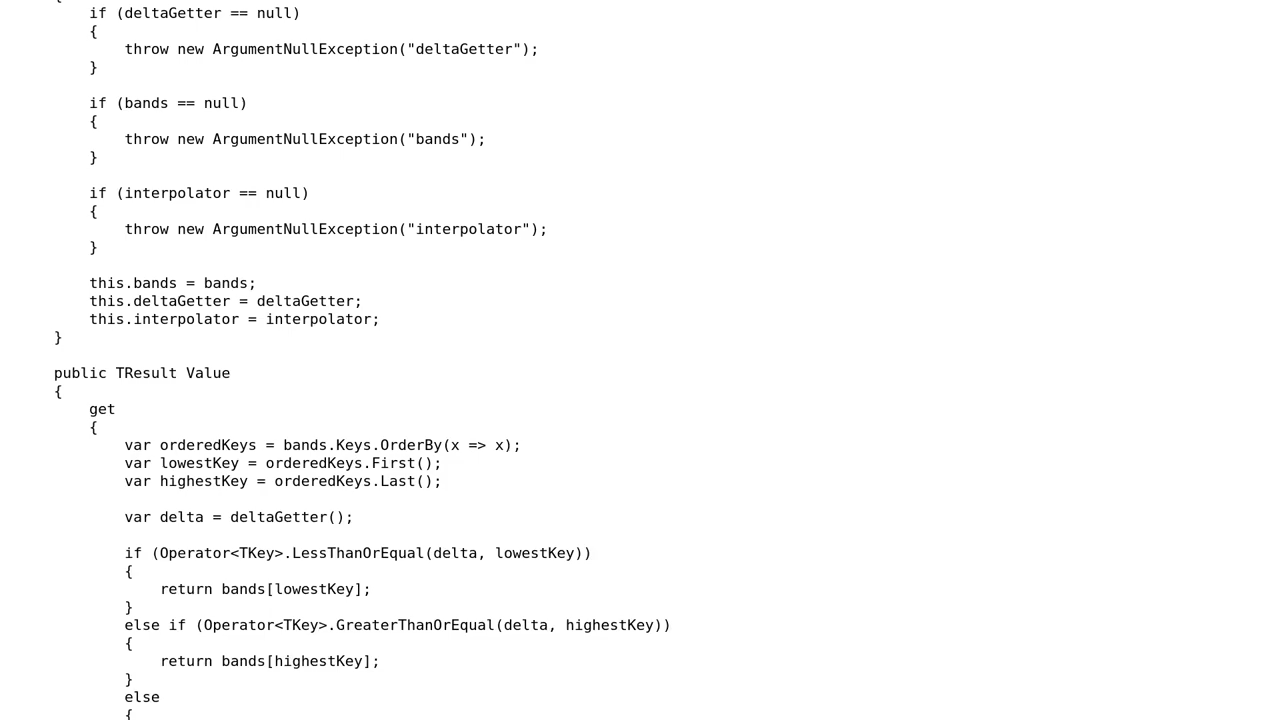 {
if (deltaGetter == null)
{
throw new ArgumentNullException("deltaGetter");
}
if (bands == null)
{
throw new ArgumentNullException("bands");
}
if (interpolator == null)
{
throw new ArgumentNullException("interpolator");
}
this.bands = bands;
this.deltaGetter = deltaGetter;
this.interpolator = interpolator;
}
public TResult Value
{
get
{
var orderedKeys = bands.Keys.OrderBy(x => x);
var lowestKey = orderedKeys.First();
var highestKey = orderedKeys.Last();
var delta = deltaGetter();
if (Operator<TKey>.LessThanOrEqual(delta, lowestKey))
{
return bands[lowestKey];
}
else if (Operator<TKey>.GreaterThanOrEqual(delta, highestKey))
{
return bands[highestKey];
}
else
{